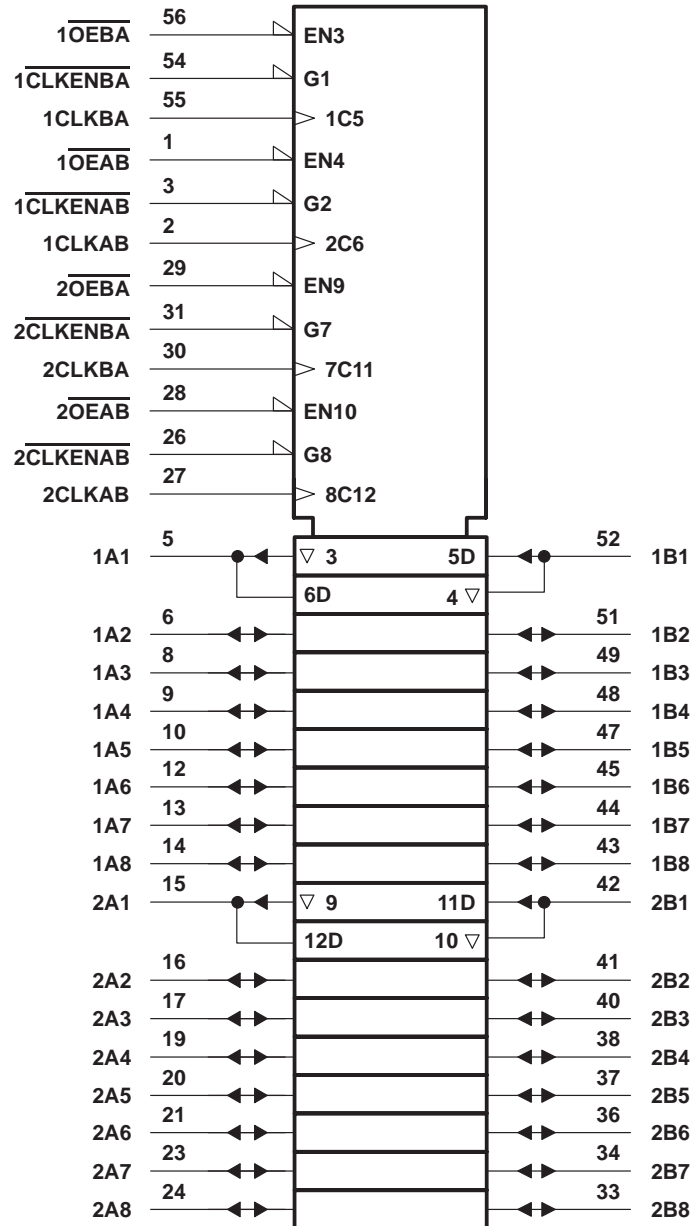 1OEBA 56 EN3
1CLKENBA 54 G1
1CLKBA 55 1C5
1OEAB 1 EN4
1CLKENAB 3 G2
1CLKAB 2 2C6
2OEBA 29 EN9
2CLKENBA 31 G7
2CLKBA 30 7C11
2OEAB 28 EN10
2CLKENAB 26 G8
2CLKAB 27 8C12
1A1 5 ▽ 3 5D 52 1B1
6D 4 ▽
1A2 6 51 1B2
1A3 8 49 1B3
1A4 9 48 1B4
1A5 10 47 1B5
1A6 12 45 1B6
1A7 13 44 1B7
1A8 14 43 1B8
2A1 15 ▽ 9 11D 42 2B1
12D 10 ▽
2A2 16 41 2B2
2A3 17 40 2B3
2A4 19 38 2B4
2A5 20 37 2B5
2A6 21 36 2B6
2A7 23 34 2B7
2A8 24 33 2B8